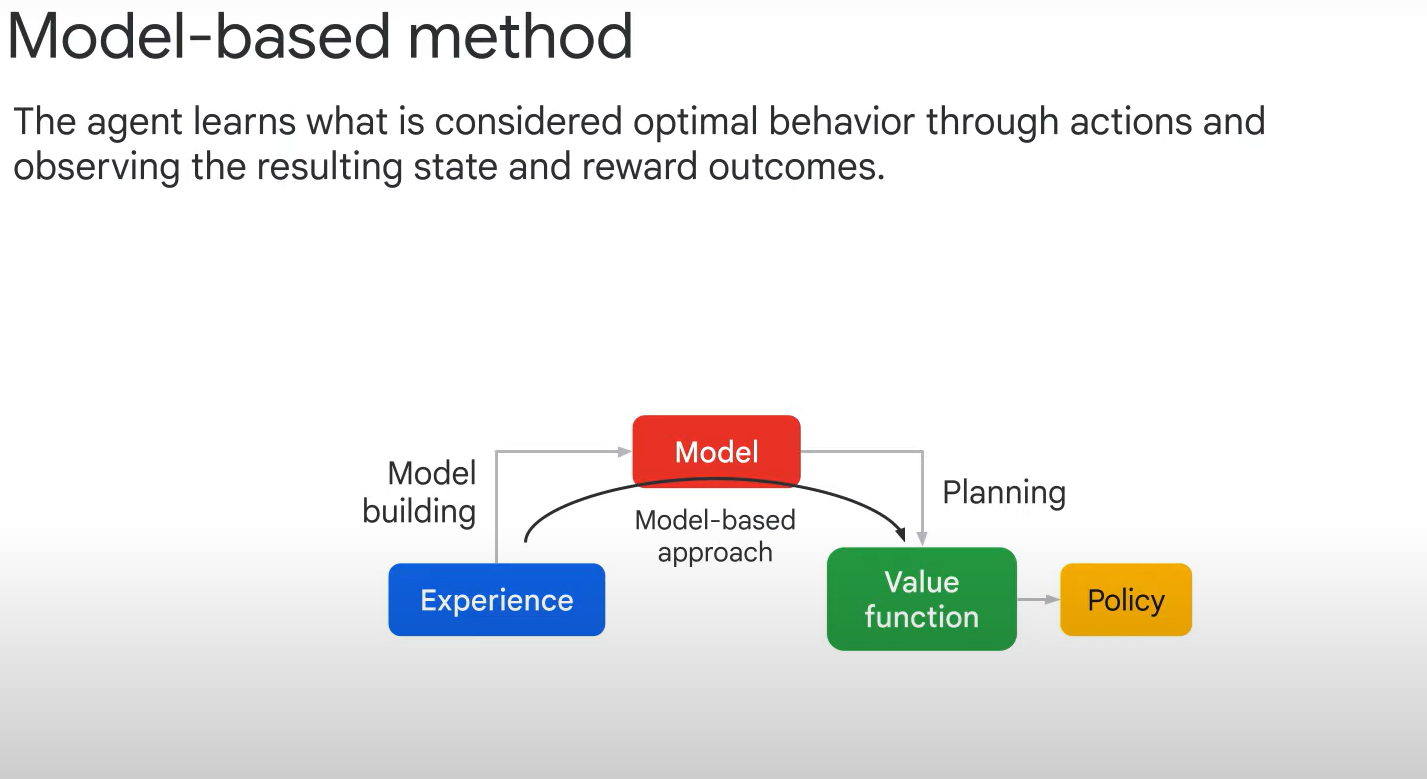 Model-based method
The agent learns what is considered optimal behavior through actions and
observing the resulting state and reward outcomes.
Model
Model
building
Planning
Model-based
approach
Experience
Value
function
Policy